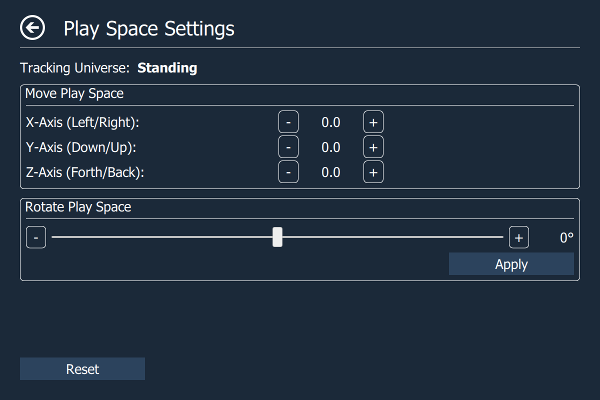 Play Space Settings
Tracking Universe: Standing
Move Play Space
X-Axis (Left/Right): - 0.0 +
Y-Axis (Down/Up): - 0.0 +
Z-Axis (Forth/Back): - 0.0 +
Rotate Play Space
- + 0°
Apply
Reset